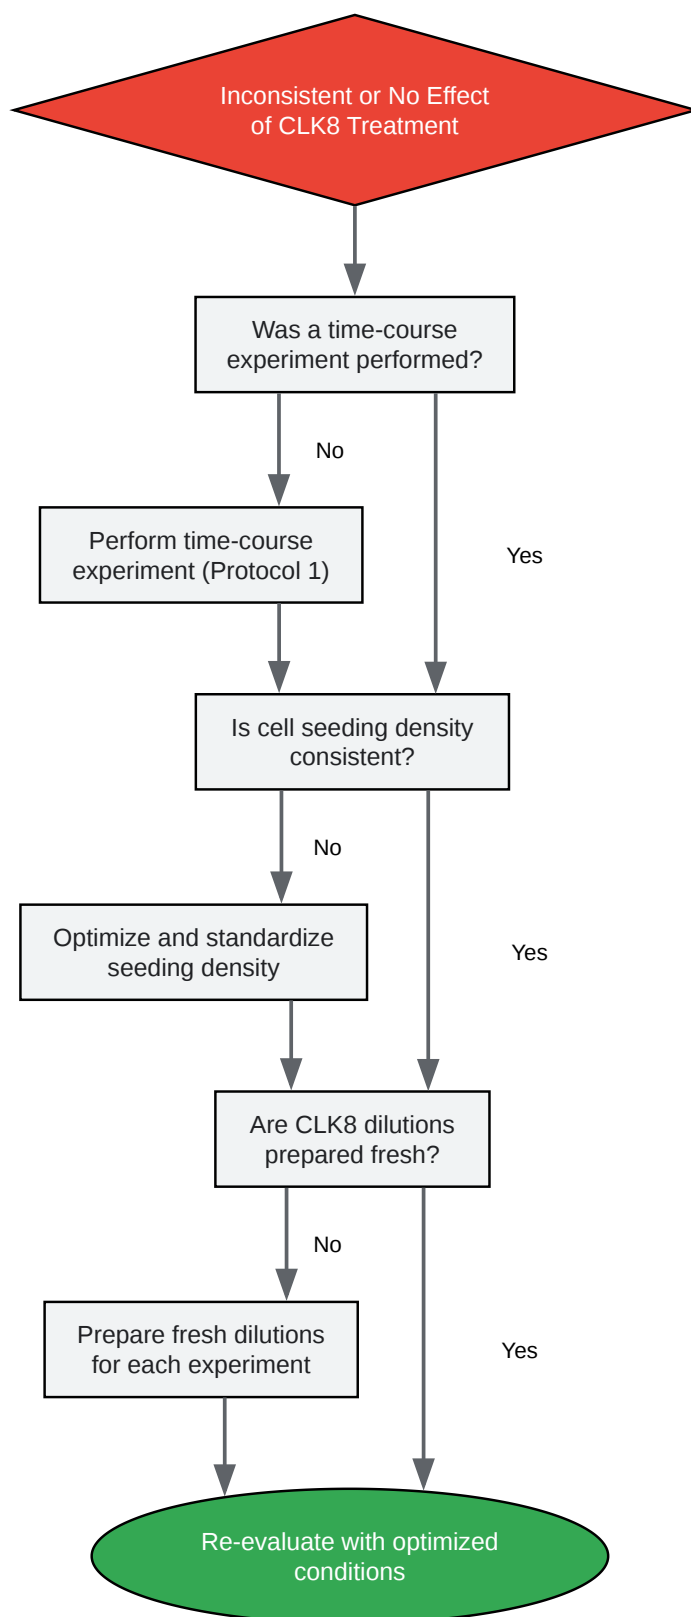 Inconsistent or No Effect
of CLK8 Treatment
Was a time-course
experiment performed?
No
Perform time-course
experiment (Protocol 1)
Yes
Is cell seeding density
consistent?
No
Optimize and standardize
seeding density
Yes
Are CLK8 dilutions
prepared fresh?
No
Prepare fresh dilutions
for each experiment
Yes
Re-evaluate with optimized
conditions